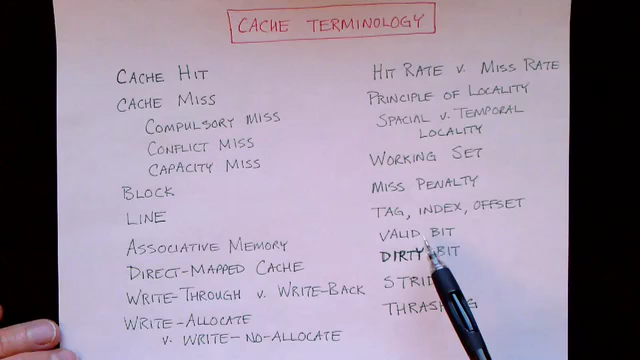 CACHE TERMINOLOGY
CACHE HIT
CACHE MISS
COMPULSORY MISS
CONFLICT MISS
CAPACITY MISS
BLOCK
LINE
ASSOCIATIVE MEMORY
DIRECT-MAPPED CACHE
WRITE-THROUGH v. WRITE-BACK
WRITE-ALLOCATE
v. WRITE-NO-ALLOCATE
HIT RATE v. MISS RATE
PRINCIPLE OF LOCALITY
SPACIAL v. TEMPORAL
LOCALITY
WORKING SET
MISS PENALTY
TAG, INDEX, OFFSET
VALID BIT
DIRTY BIT